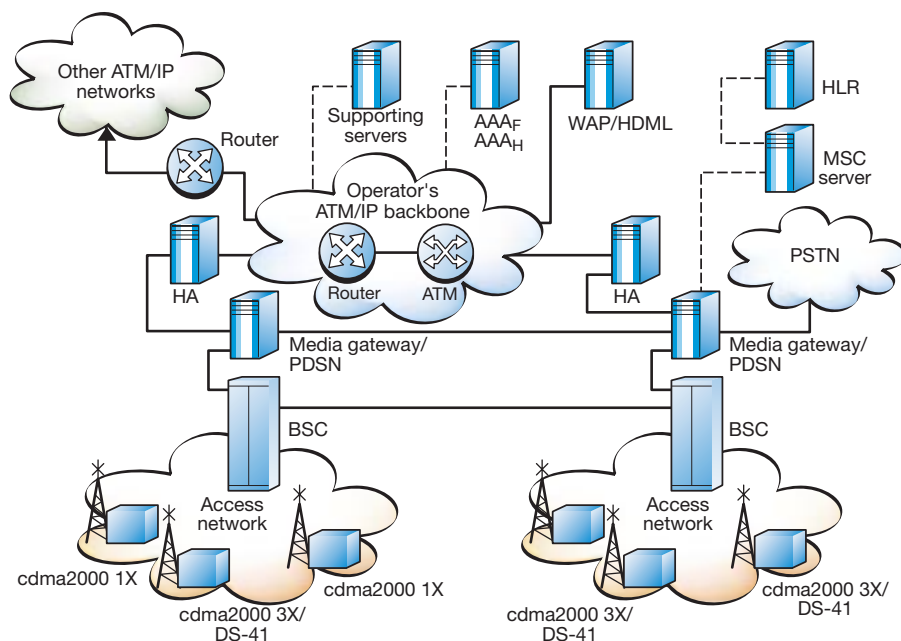 Other ATM/IP
networks
Router
Supporting
servers
AAAF
AAAH
WAP/HDML
HLR
MSC
server
Operator's
ATM/IP backbone
Router
ATM
HA
HA
PSTN
Media gateway/
PDSN
Media gateway/
PDSN
BSC
BSC
Access
network
Access
network
cdma2000 1X
cdma2000 3X/
DS-41
cdma2000 1X
cdma2000 3X/
DS-41
cdma2000 3X/
DS-41